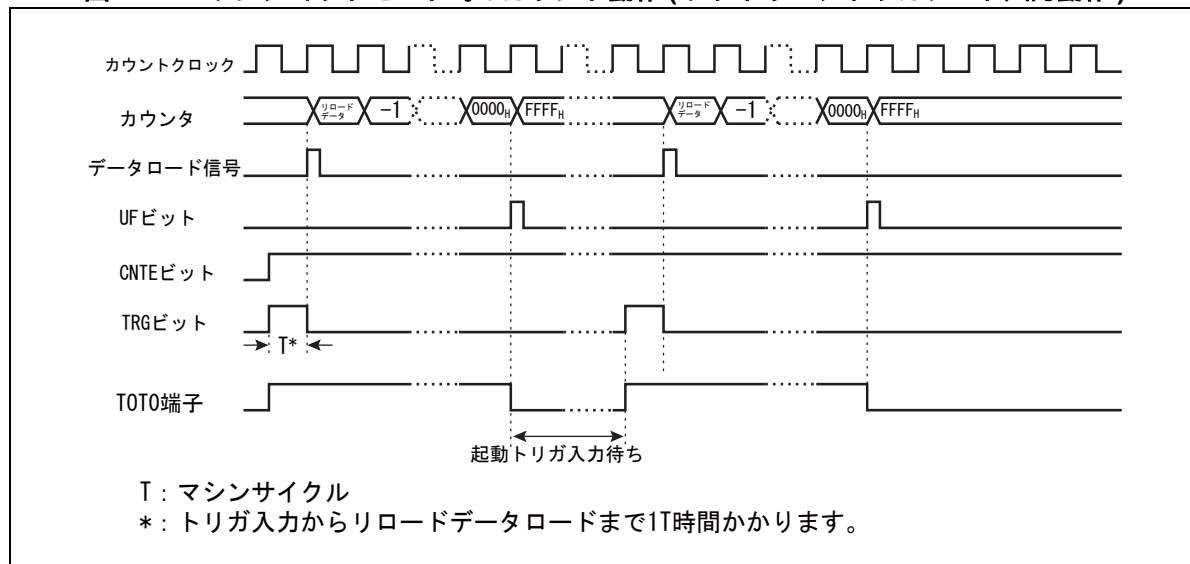 カウントクロック
カウンタ
リロード
データ
-1
0000H
FFFFH
リロード
データ
-1
0000H
FFFFH
データロード信号
UFビット
CNTEビット
TRGビット
T*
TOT0端子
起動トリガ入力待ち
T：マシンサイクル
*：トリガ入力からリロードデータロードまで1T時間かかります。